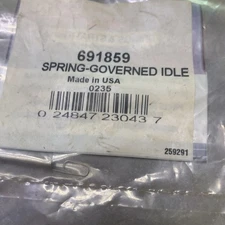 691859
SPRING-GOVERNED IDLE
Made in USA
0235
0 24847 23043 7
259291